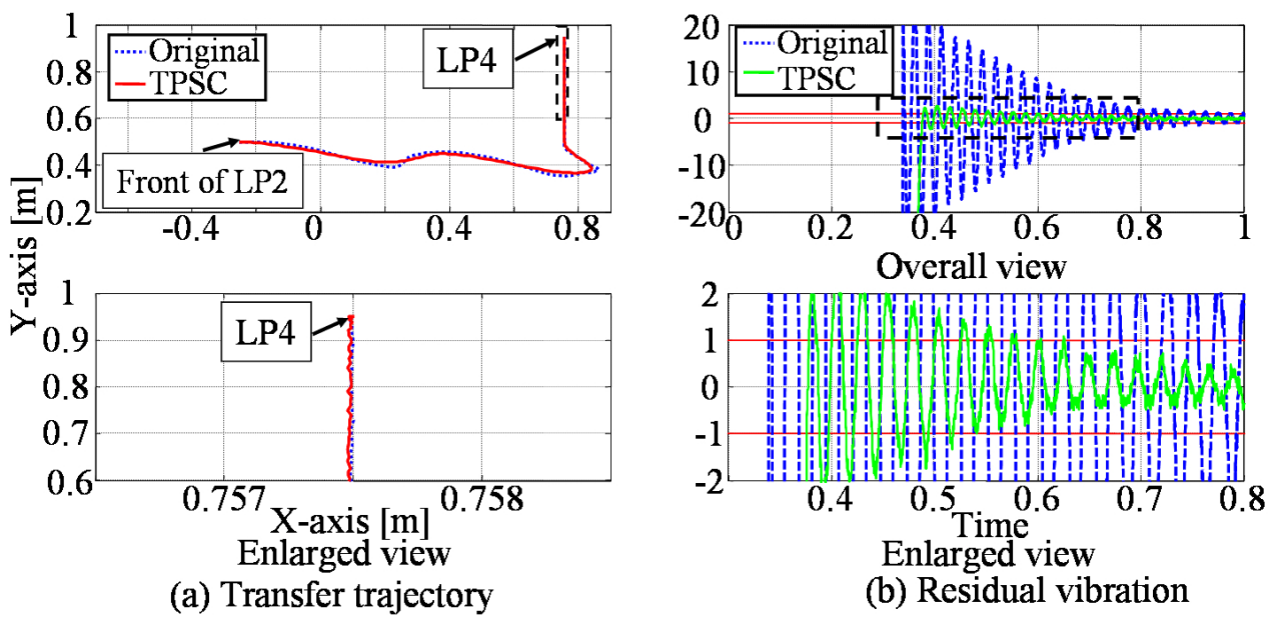 1
0.8
0.6
0.4
0.2
Original
TPSC
LP4
Front of LP2
-0.4
0
0.4
0.8
20
10
0
-10
-20
Original
TPSC
0
0.2
0.4
0.6
0.8
1
Overall view
Y-axis [m]
1
0.9
0.8
0.7
0.6
LP4
0.757
0.758
X-axis [m]
Enlarged view
(a) Transfer trajectory
2
1
0
-1
-2
0.4
0.5
0.6
0.7
0.8
Time
Enlarged view
(b) Residual vibration